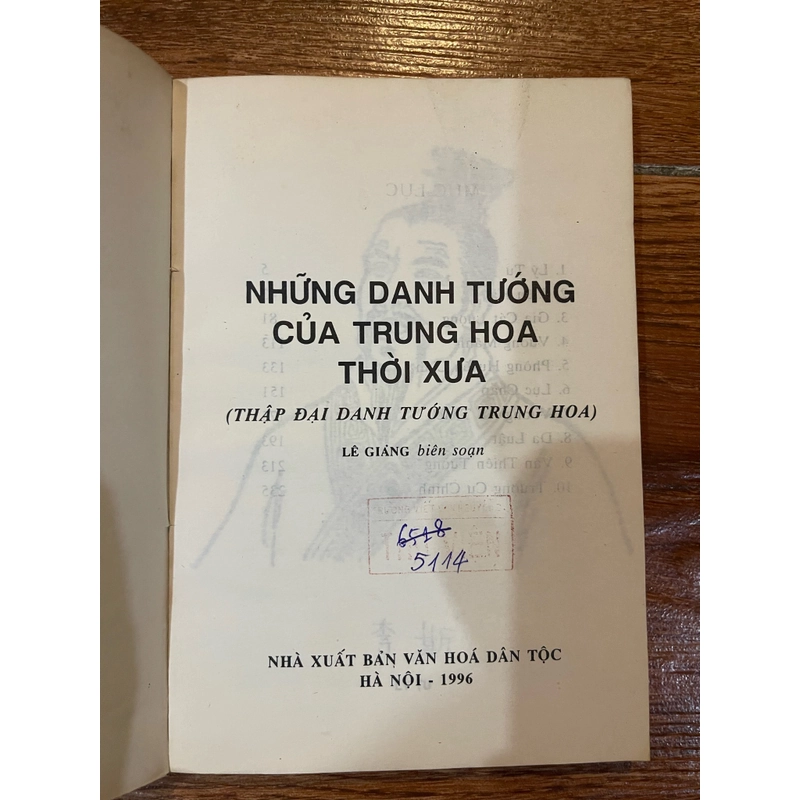 NHỮNG DANH TƯỚNG
CỦA TRUNG HOA
THỜI XƯA
(THẬP ĐẠI DANH TƯỚNG TRUNG HOA)
LÊ GIẢNG biên soạn
6518
5114
NHÀ XUẤT BẢN VĂN HOÁ DÂN TỘC
HÀ NỘI - 1996